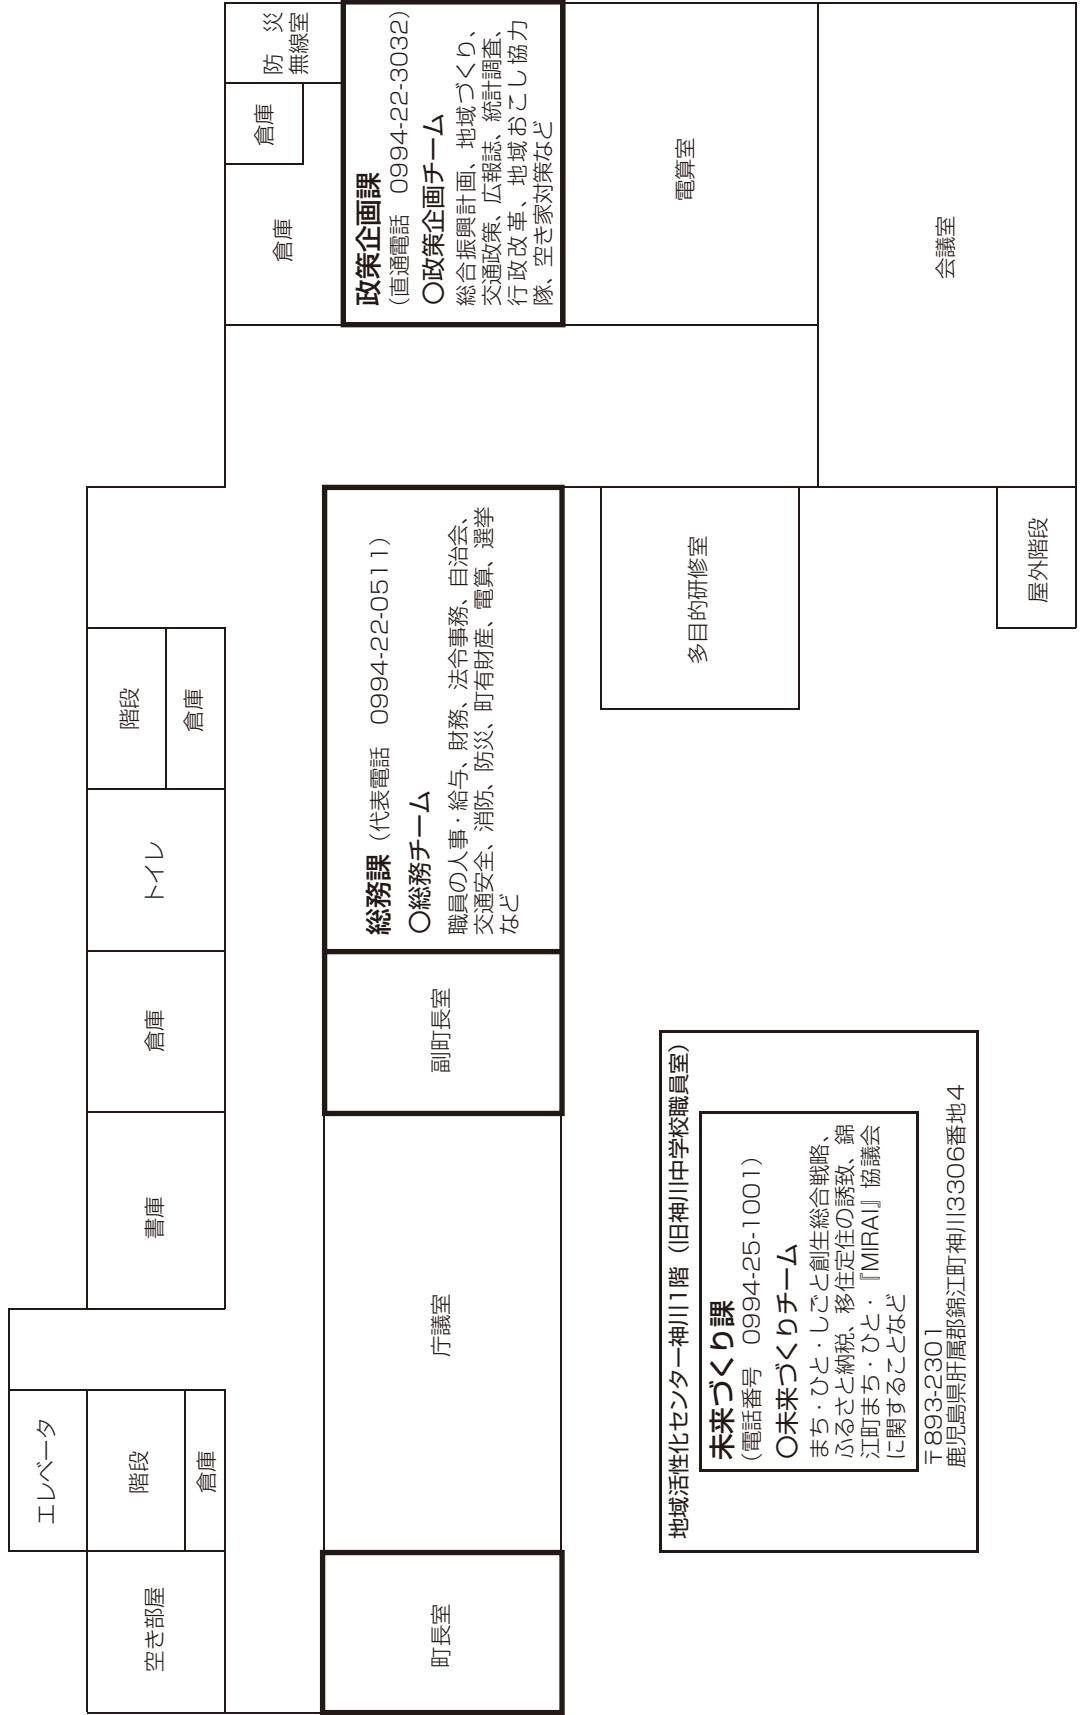 エレベータ
空き部屋
階段
倉庫
書庫
倉庫
トイレ
階段
倉庫
防　災
無線室
倉庫
倉庫
町長室
庁議室
副町長室
総務課（代表電話　0994-22-0511）
〇総務チーム
職員の人事・給与、財務、法令事務、自治会、
交通安全、消防、防災、町有財産、電算、選挙
など
政策企画課
（直通電話　0994-22-3032）
〇政策企画チーム
総合振興計画、地域づくり、
交通政策、広報誌、統計調査、
行政改革、地域おこし協力
隊、空き家対策など
多目的研修室
電算室
会議室
屋外階段
地域活性化センター神川1階（旧神川中学校職員室）
未来づくり課
（電話番号　0994-25-1001）
〇未来づくりチーム
まち・ひと・しごと創生総合戦略、
ふるさと納税、移住定住の誘致、錦
江町まち・ひと・『MIRAI』協議会
に関することなど
〒893-2301
鹿児島県肝属郡錦江町神川3306番地4